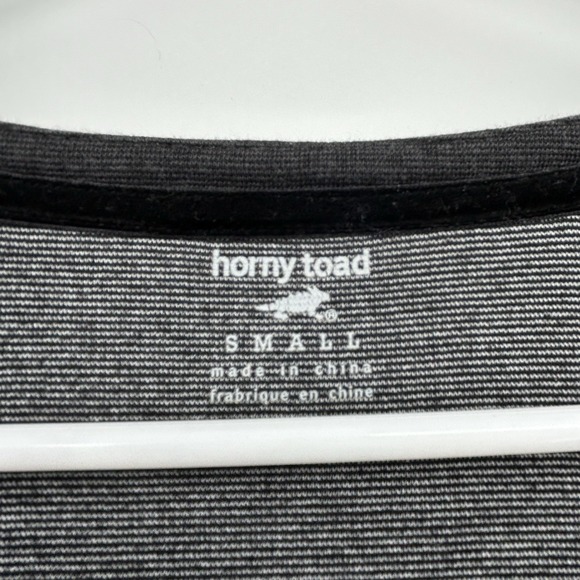 horny toad
®
SMALL
made in china
frabrique en chine